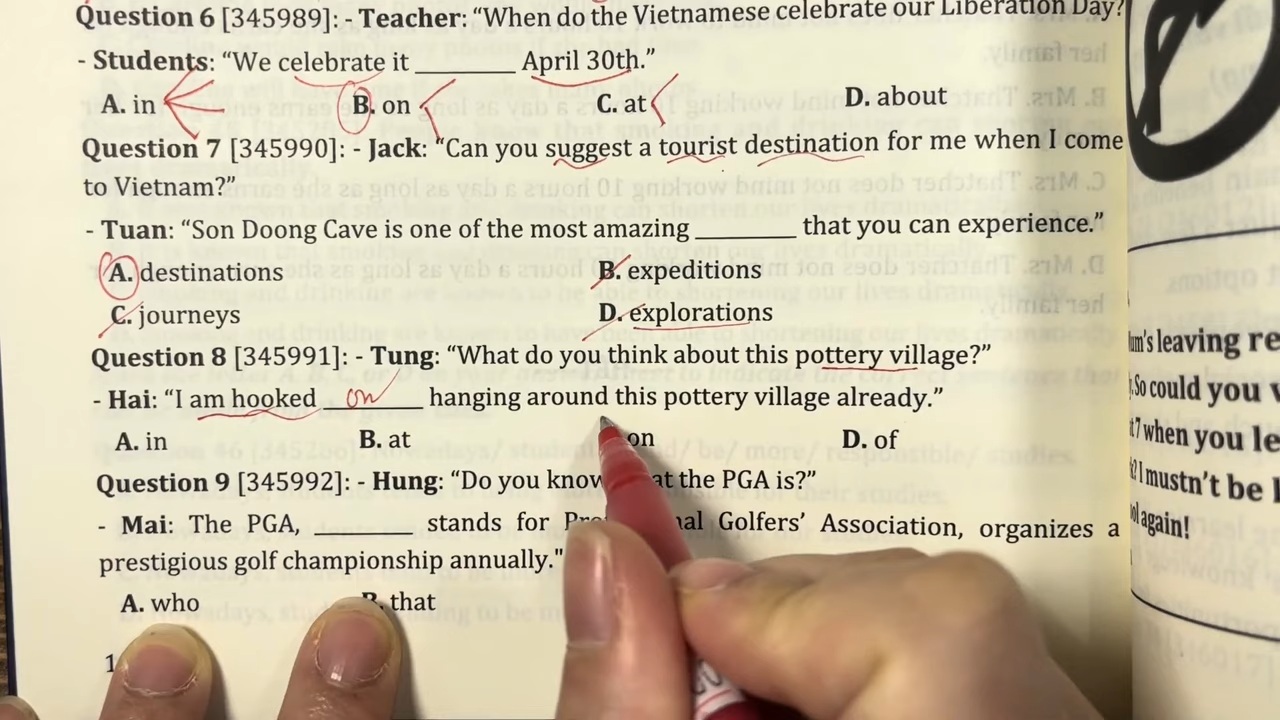 Question 6 [345989]: - Teacher: “When do the Vietnamese celebrate our Liberation Day?
- Students: “We celebrate it ________ April 30th.”
A. in B. on C. at D. about
Question 7 [345990]: - Jack: “Can you suggest a tourist destination for me when I come
to Vietnam?”
- Tuan: “Son Doong Cave is one of the most amazing ________ that you can experience.”
A. destinations B. expeditions
C. journeys D. explorations
Question 8 [345991]: - Tung: “What do you think about this pottery village?”
- Hai: “I am hooked on hanging around this pottery village already.”
A. in B. at on D. of
Question 9 [345992]: - Hung: “Do you know at the PGA is?”
- Mai: The PGA, ________ stands for Golfers’ Association, organizes a
prestigious golf championship annually."
A. who B. that
um's leaving re
So could you
when you le
I mustn't be
again!